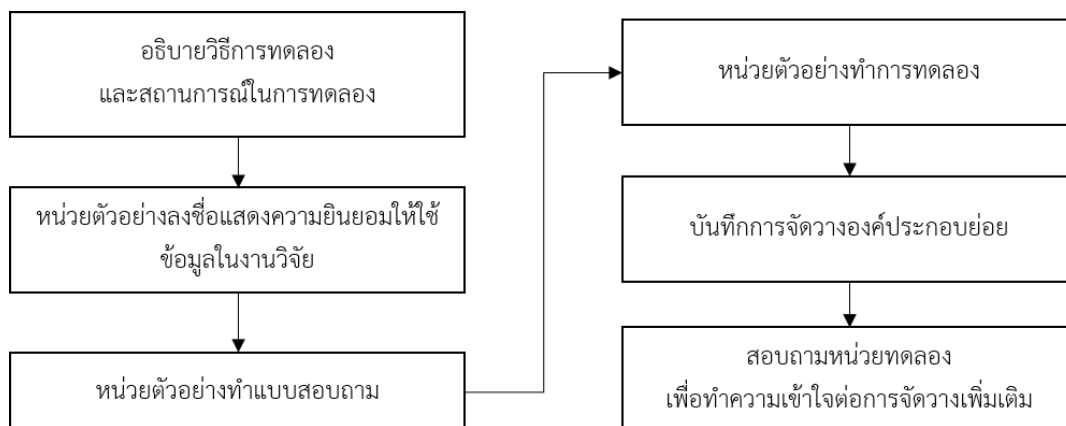 อธิบายวิธีการทดลอง
และสถานการณ์ในการทดลอง
หน่วยตัวอย่างลงชื่อแสดงความยินยอมให้ใช้
ข้อมูลในงานวิจัย
หน่วยตัวอย่างทำแบบสอบถาม
หน่วยตัวอย่างทำการทดลอง
บันทึกการจัดวางองค์ประกอบย่อย
สอบถามหน่วยทดลอง
เพื่อทำความเข้าใจต่อการจัดวางเพิ่มเติม